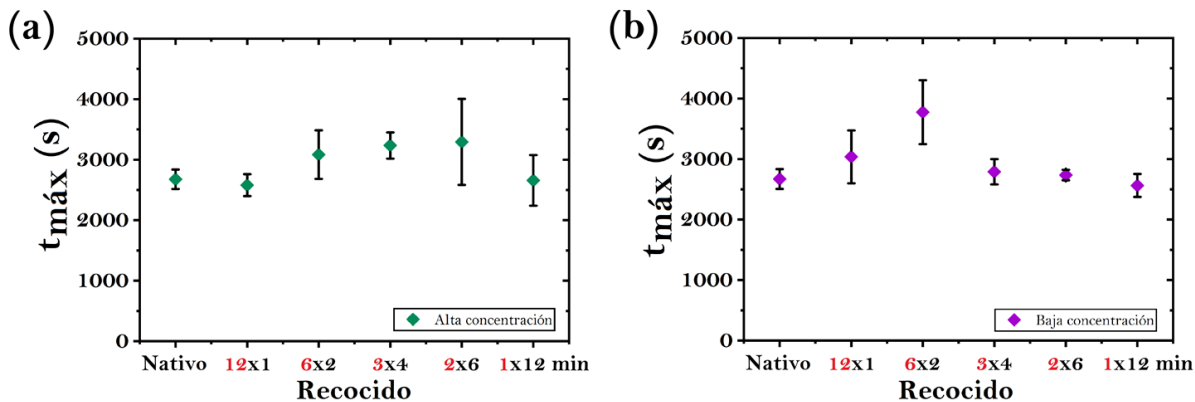 (a)
5000
4000
3000
2000
1000
0
tmáx (s)
Alta concentración
Nativo 12x1 6x2 3x4 2x6 1x12 min
Recocido
(b)
5000
4000
3000
2000
1000
0
tmáx (s)
Baja concentración
Nativo 12x1 6x2 3x4 2x6 1x12 min
Recocido